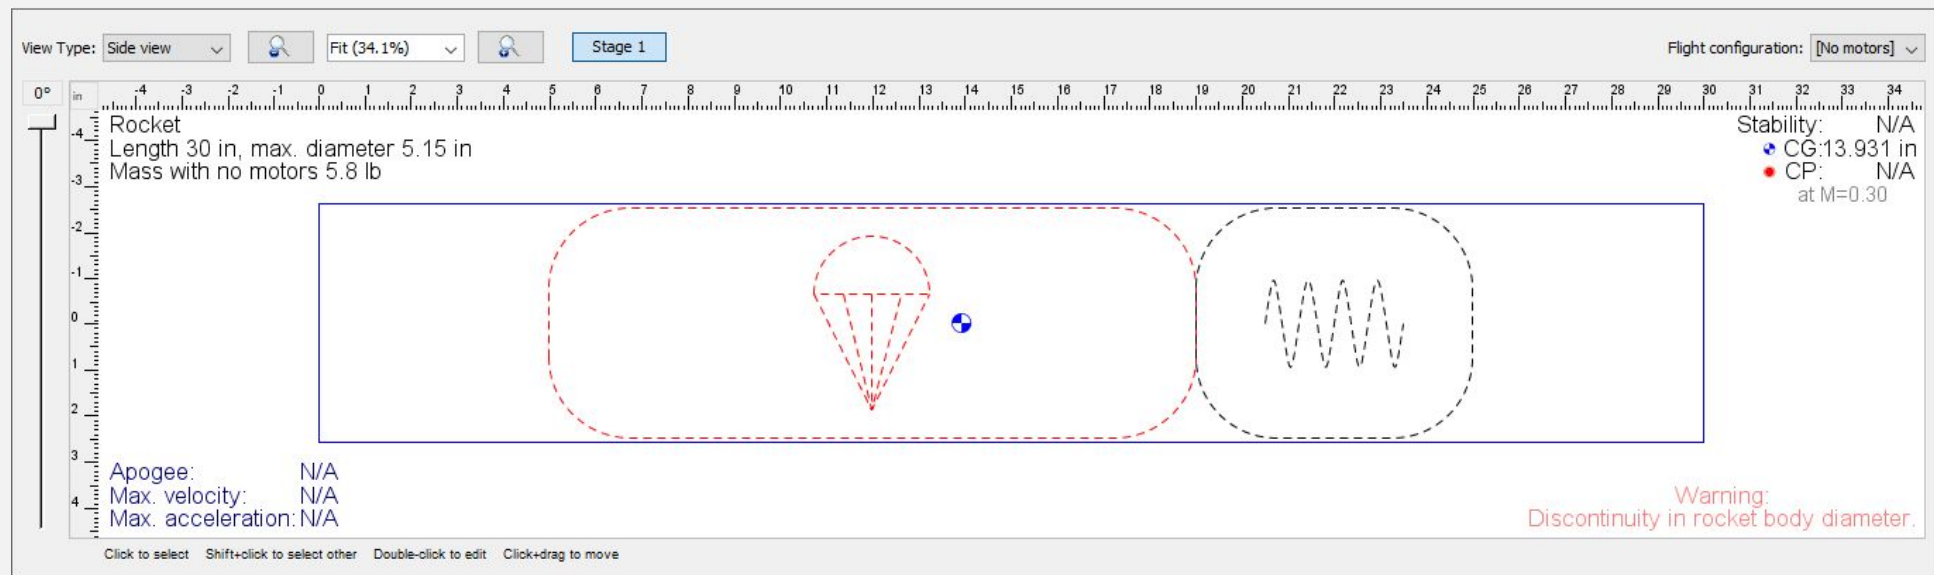 View Type: Side view Fit (34.1%) Stage 1 Flight configuration: [No motors]
0° in -4 -3 -2 -1 0 1 2 3 4 5 6 7 8 9 10 11 12 13 14 15 16 17 18 19 20 21 22 23 24 25 26 27 28 29 30 31 32 33 34
-4
-3
-2
-1
0
1
2
3
4
Rocket
Length 30 in, max. diameter 5.15 in
Mass with no motors 5.8 lb
Stability: N/A
CG:13.931 in
CP: N/A
at M=0.30
Apogee: N/A
Max. velocity: N/A
Max. acceleration: N/A
Warning:
Discontinuity in rocket body diameter.
Click to select Shift+click to select other Double-click to edit Click+drag to move